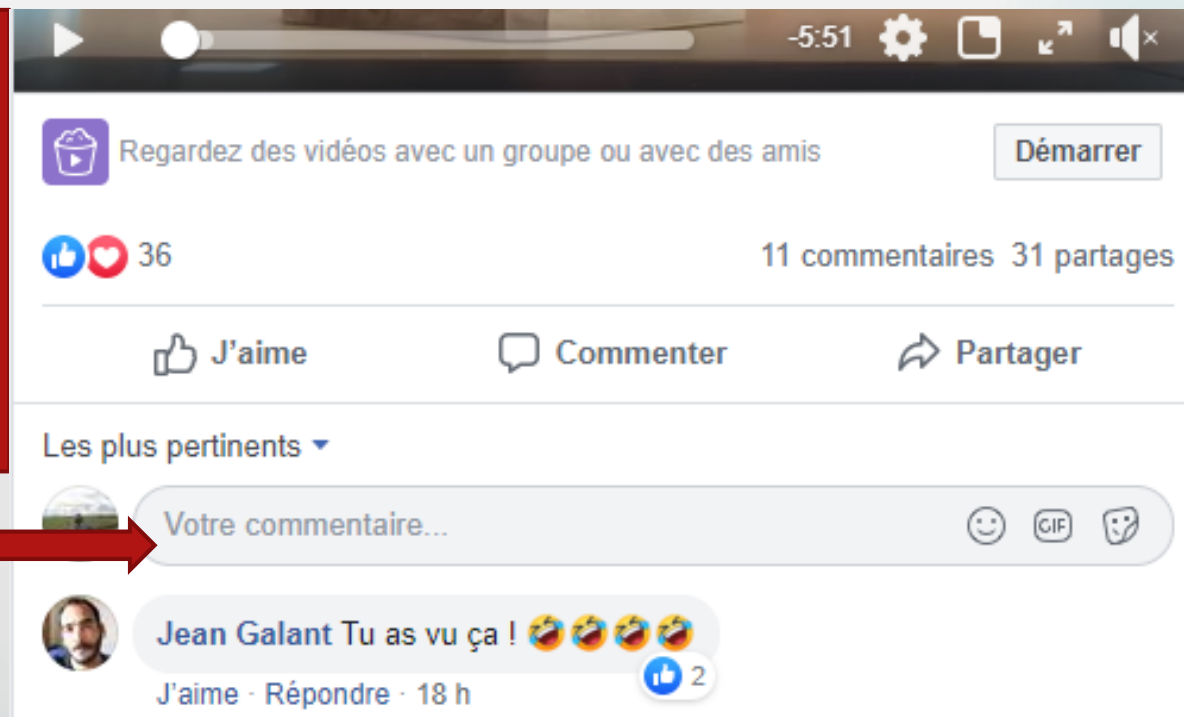 -5:51
Regardez des vidéos avec un groupe ou avec des amis
Démarrer
36
11 commentaires 31 partages
J'aime
Commenter
Partager
Les plus pertinents
Votre commentaire...
GIF
Jean Galant Tu as vu ça ! 🤣🤣🤣🤣
2
J'aime · Répondre · 18 h